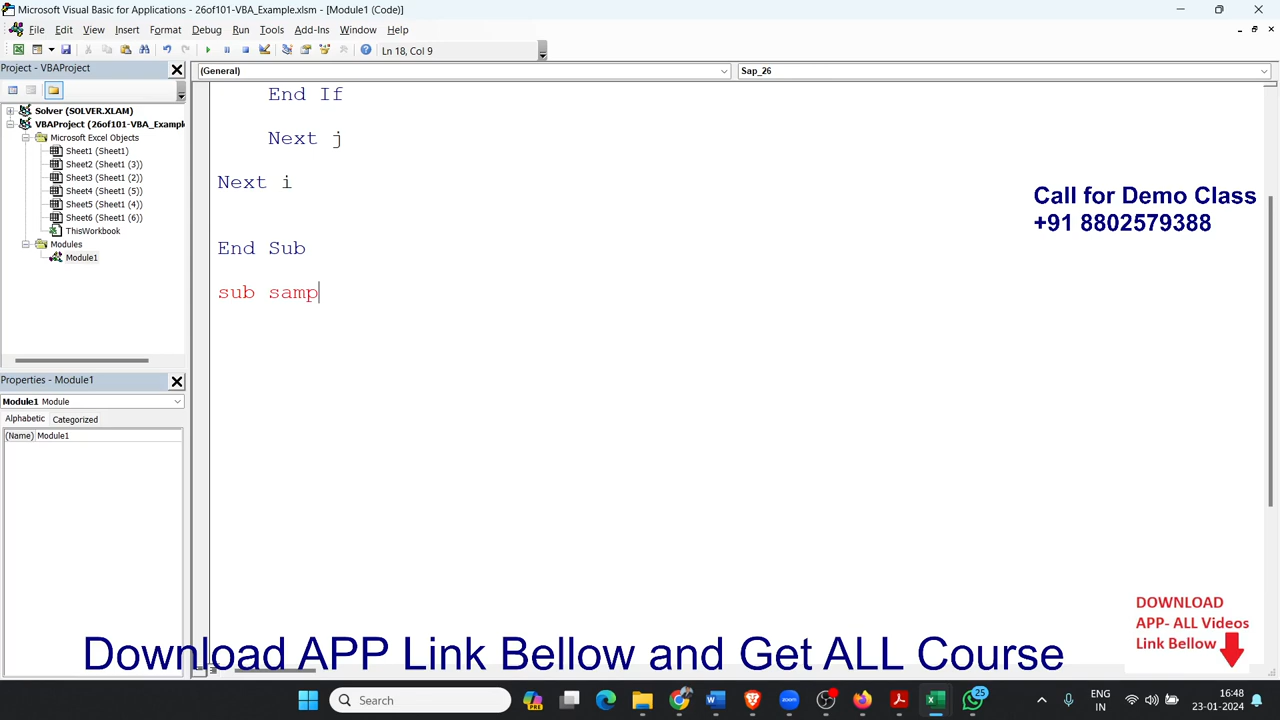 Microsoft Visual Basic for Applications - 26of101-VBA_Example.xlsm - [Module1 (Code)]
File Edit View Insert Format Debug Run Tools Add-Ins Window Help
Ln 18, Col 9
Project - VBAProject
(General)
Sap_26
Solver (SOLVER.XLAM)
VBAProject (26of101-VBA_Example
Microsoft Excel Objects
Sheet1 (Sheet1)
Sheet2 (Sheet1 (3))
Sheet3 (Sheet1 (2))
Sheet4 (Sheet1 (5))
Sheet5 (Sheet1 (4))
Sheet6 (Sheet1 (6))
ThisWorkbook
Modules
Module1
End If
Next j
Next i
End Sub
sub samp
Call for Demo Class
+91 8802579388
Properties - Module1
Module1 Module
Alphabetic Categorized
(Name) Module1
DOWNLOAD
APP- ALL Videos
Link Bellow
Download APP Link Bellow and Get ALL Course
Search
PRE
zoom
25
ENG
IN
16:48
23-01-2024